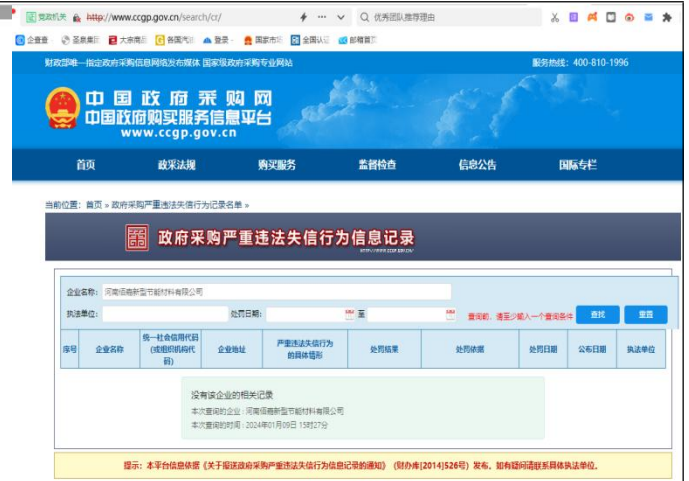 党政机关 http://www.ccgp.gov.cn/search/cr/ 优秀团队推荐理由
企查查 大宗商 各国汽 登录- 国家市 全国认 邮箱首
财政部唯一指定政府采购信息网络发布媒体 国家级政府采购专业网站 服务热线：400-810-1996
中国政府采购网
中国政府购买服务信息平台
www.ccgp.gov.cn
首页 政采法规 购买服务 监督检查 信息公告 国际专栏
当前位置：首页 » 政府采购严重违法失信行为记录名单 »
政府采购严重违法失信行为信息记录
HTTP://WWW.CCGP.GOV.CN/
企业名称： 河南佰嘉新型节能材料有限公司
执法单位： 处罚日期： 至 查询前，请至少输入一个查询条件 查找 重置
序号 企业名称 统一社会信用代码(或组织机构代码) 企业地址 严重违法失信行为的具体情形 处罚结果 处罚依据 处罚日期 公布日期 执法单位
没有该企业的相关记录
本次查询的企业：河南佰嘉新型节能材料有限公司
本次查询的时间：2024年01月09日 15时27分
提示：本平台信息依据《关于报送政府采购严重违法失信行为信息记录的通知》（财办库[2014]526号）发布，如有疑问请联系具体执法单位。